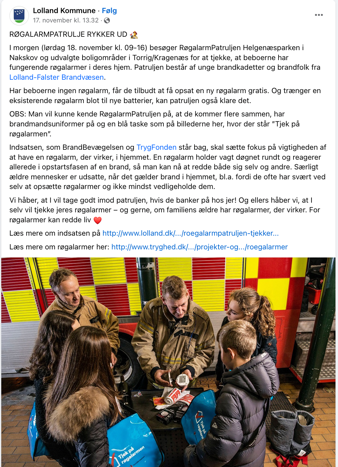 Lolland Kommune · Følg
17. november kl. 13.32 ·
RØGALARMPATRULJE RYKKER UD
I morgen (lørdag 18. november kl. 09-16) besøger RøgalarmPatruljen Helgenæsparken i
Nakskov og udvalgte boligområder i Torrig/Kragenæs for at tjekke, at beboerne har
fungerende røgalarmer i deres hjem. Patruljen består af unge brandkadetter og brandfolk fra
Lolland-Falster Brandvæsen.
Har beboerne ingen røgalarm, får de tilbudt at få opsat en ny røgalarm gratis. Og trænger en
eksisterende røgalarm blot til nye batterier, kan patruljen også klare det.
OBS: Man vil kunne kende RøgalarmPatruljen på, at de kommer flere sammen, har
brandmandsuniformer på og en blå taske som på billederne her, hvor der står "Tjek på
røgalarmen".
Indsatsen, som BrandBevægelsen og TrygFonden står bag, skal sætte fokus på vigtigheden af
at have en røgalarm, der virker, i hjemmet. En røgalarm holder vagt døgnet rundt og reagerer
allerede i opstartsfasen af en brand, så man kan nå at redde både sig selv og andre. Særligt
ældre mennesker er udsatte, når det gælder brand i hjemmet, bl.a. fordi de ofte har svært ved
selv at opsætte røgalarmer og ikke mindst vedligeholde dem.
Vi håber, at I vil tage godt imod patruljen, hvis de banker på hos jer! Og ellers håber vi, at I
selv vil tjekke jeres røgalarmer – og gerne, om familiens ældre har røgalarmer, der virker. For
røgalarmer kan redde liv
Læs mere om indsatsen på http://www.lolland.dk/.../roegalarmpatruljen-tjekker...
Læs mere om røgalarmer her: http://www.tryghed.dk/.../projekter-og.../roegalarmer
Tjek på
røgalarmen